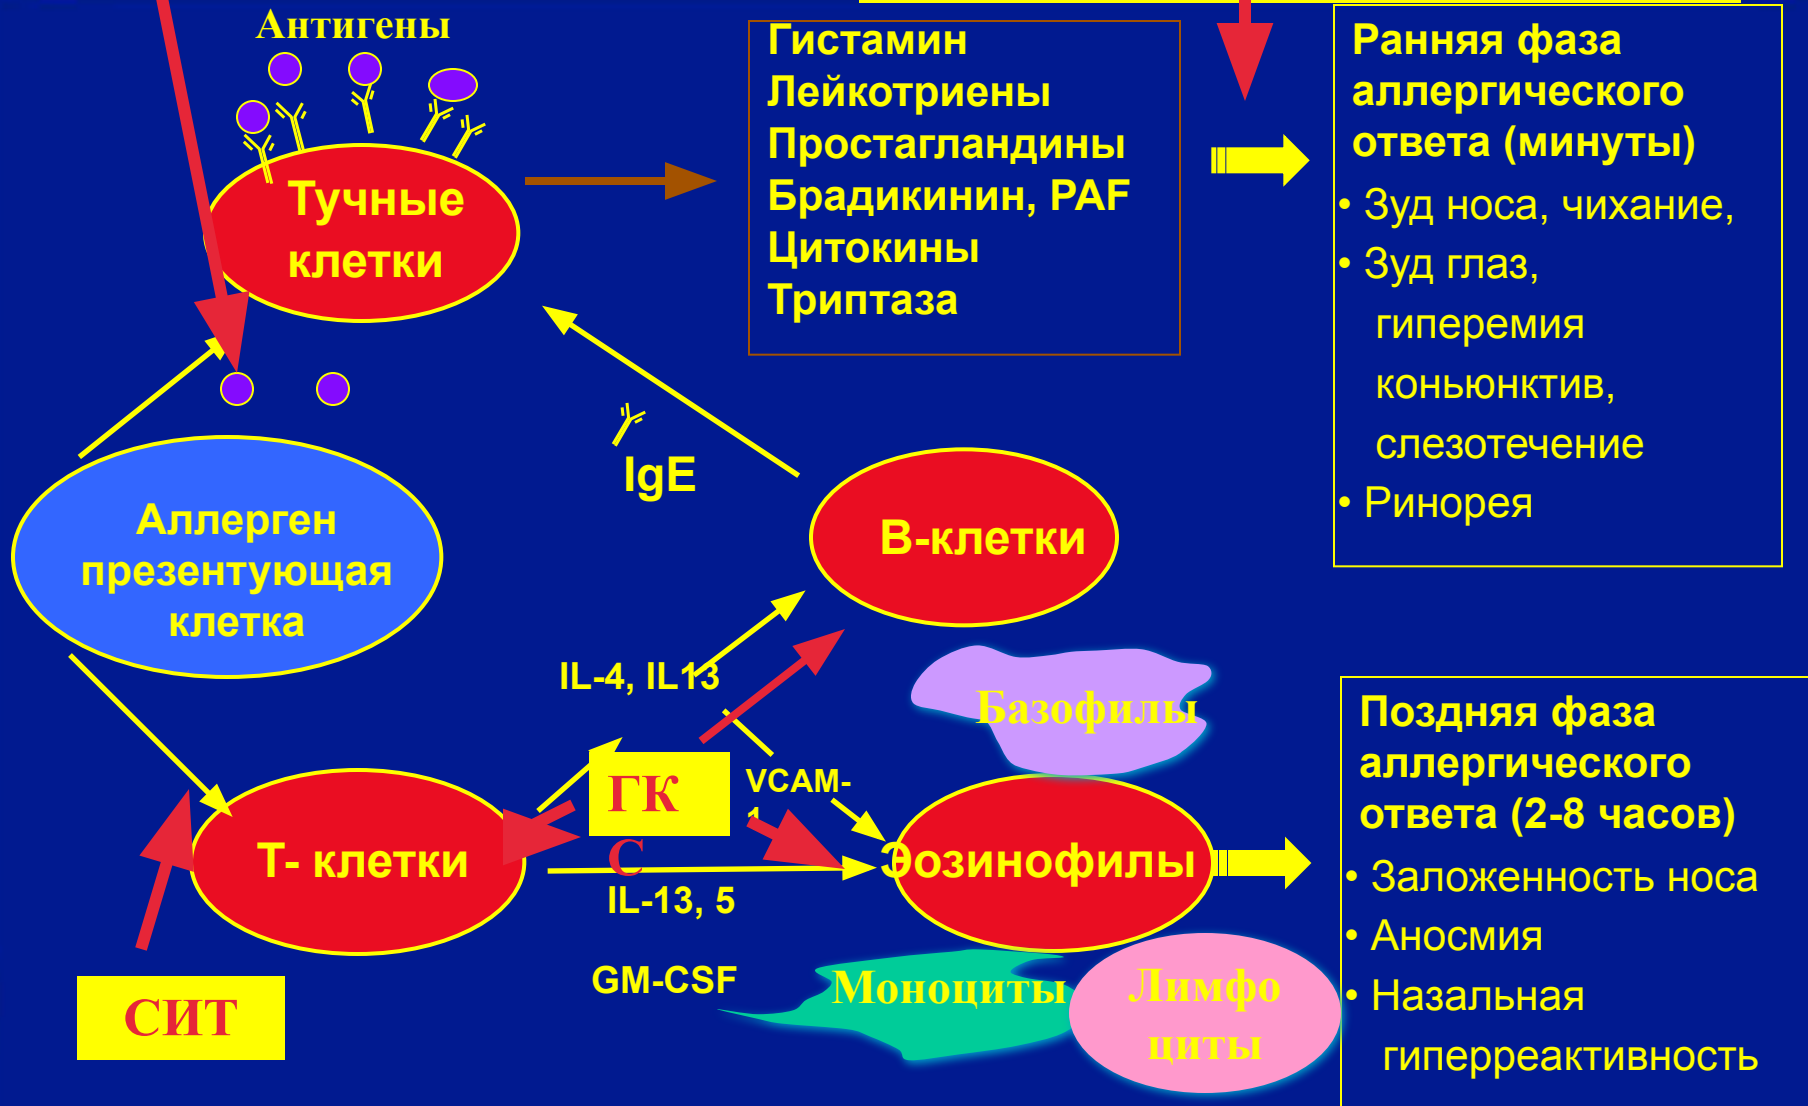 Антигены
Тучные
клетки
Гистамин
Лейкотриены
Простагландины
Брадикинин, PAF
Цитокины
Триптаза
Ранняя фаза
аллергического
ответа (минуты)
• Зуд носа, чихание,
• Зуд глаз,
гиперемия
коньюнктив,
слезотечение
• Ринорея
IgE
Аллерген
презентующая
клетка
В-клетки
IL-4, IL13
Базофилы
ГК
С
VCAM-
1
Т- клетки
Эозинофилы
IL-13, 5
GM-CSF
Моноциты
Лимфо
циты
СИТ
Поздняя фаза
аллергического
ответа (2-8 часов)
• Заложенность носа
• Аносмия
• Назальная
гиперреактивность